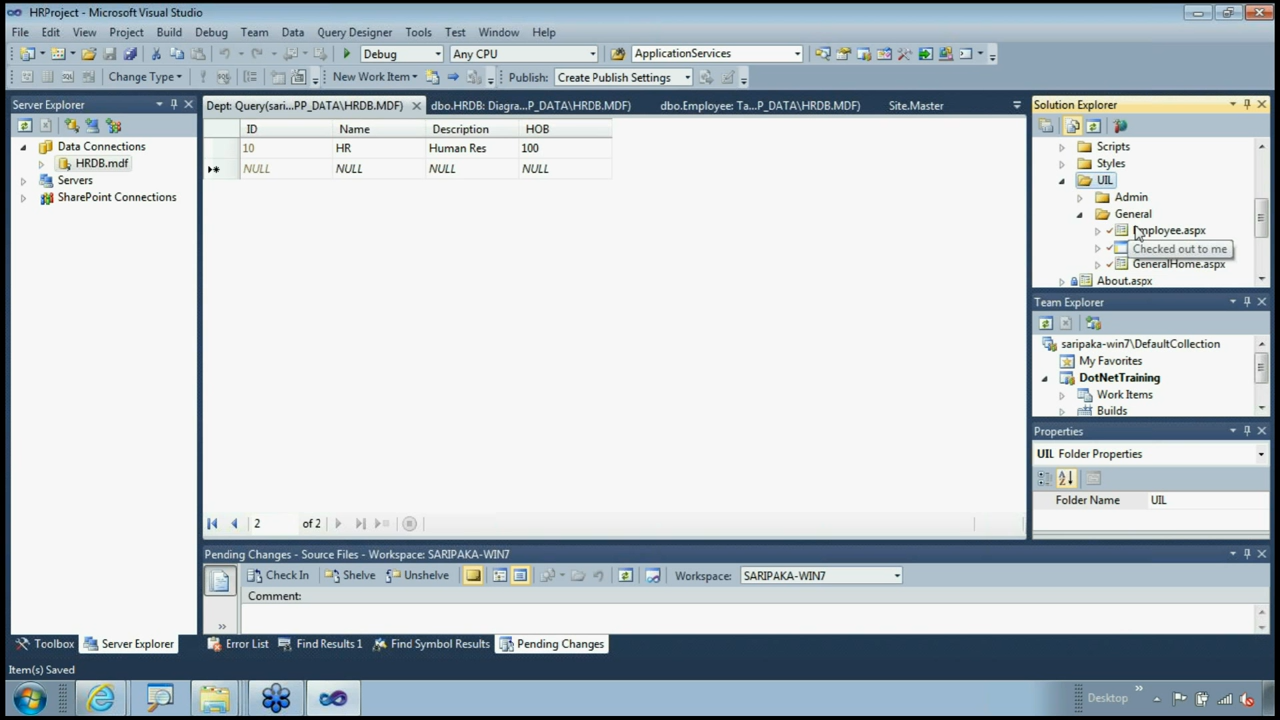 HRProject - Microsoft Visual Studio
File Edit View Project Build Debug Team Data Query Designer Tools Test Window Help
Debug Any CPU ApplicationServices
Change Type New Work Item Publish: Create Publish Settings
Server Explorer
Data Connections
HRDB.mdf
Servers
SharePoint Connections
Dept: Query(sari...PP_DATA\HRDB.MDF) dbo.HRDB: Diagra...P_DATA\HRDB.MDF) dbo.Employee: Ta...P_DATA\HRDB.MDF) Site.Master
ID Name Description HOB
10 HR Human Res 100
NULL NULL NULL NULL
2 of 2
Solution Explorer
Scripts
Styles
UIL
Admin
General
Employee.aspx
Checked out to me
GeneralHome.aspx
About.aspx
Team Explorer
saripaka-win7\DefaultCollection
My Favorites
DotNetTraining
Work Items
Builds
Properties
UIL Folder Properties
Folder Name UIL
Pending Changes - Source Files - Workspace: SARIPAKA-WIN7
Check In Shelve Unshelve Workspace: SARIPAKA-WIN7
Comment:
Toolbox Server Explorer Error List Find Results 1 Find Symbol Results Pending Changes
Item(s) Saved
Desktop